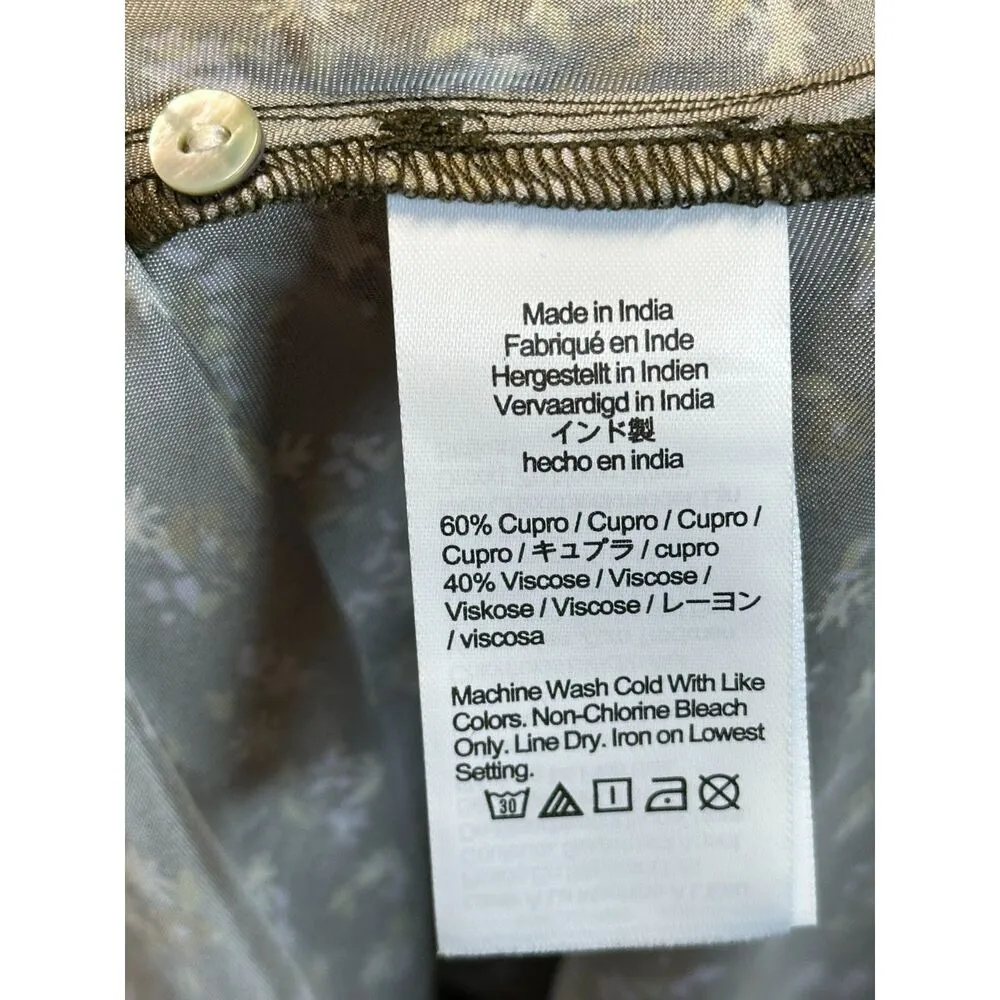 Made in India
Fabriqué en Inde
Hergestellt in Indien
Vervaardigd in India
インド製
hecho en india
60% Cupro / Cupro / Cupro /
Cupro / キュプラ / cupro
40% Viscose / Viscose /
Viskose / Viscose / レーヨン
/ viscosa
Machine Wash Cold With Like
Colors. Non-Chlorine Bleach
Only. Line Dry. Iron on Lowest
Setting.
30